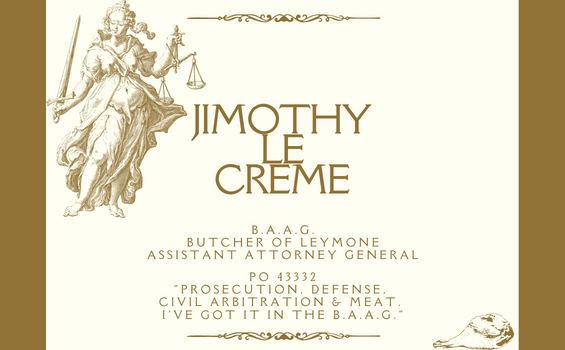 JIMOTHY
LE
CREME
B.A.A.G.
BUTCHER OF LEYMONE
ASSISTANT ATTORNEY GENERAL
PO 43332
"PROSECUTION, DEFENSE,
CIVIL ARBITRATION & MEAT.
I'VE GOT IT IN THE B.A.A.G."